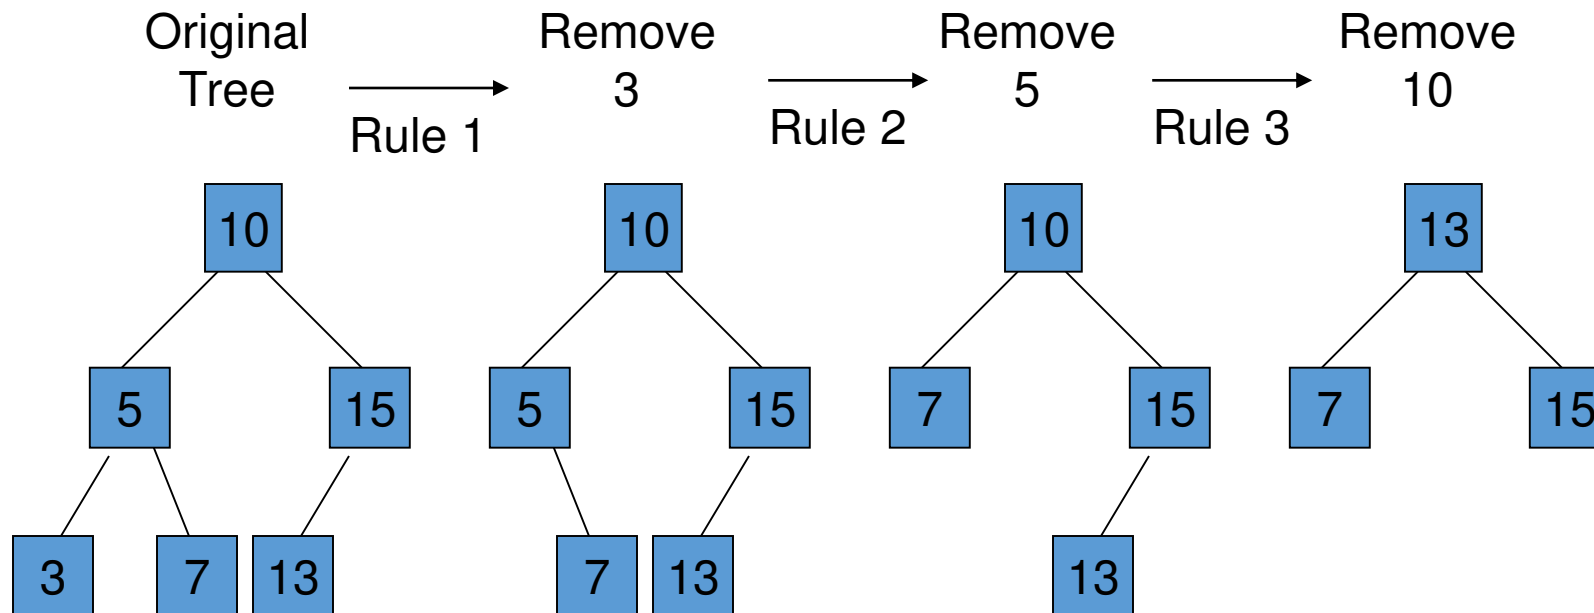 Original Tree
Rule 1
Remove 3
Rule 2
Remove 5
Rule 3
Remove 10
10
5 15
3 7 13
10
5 15
7 13
10
7 15
13
13
7 15